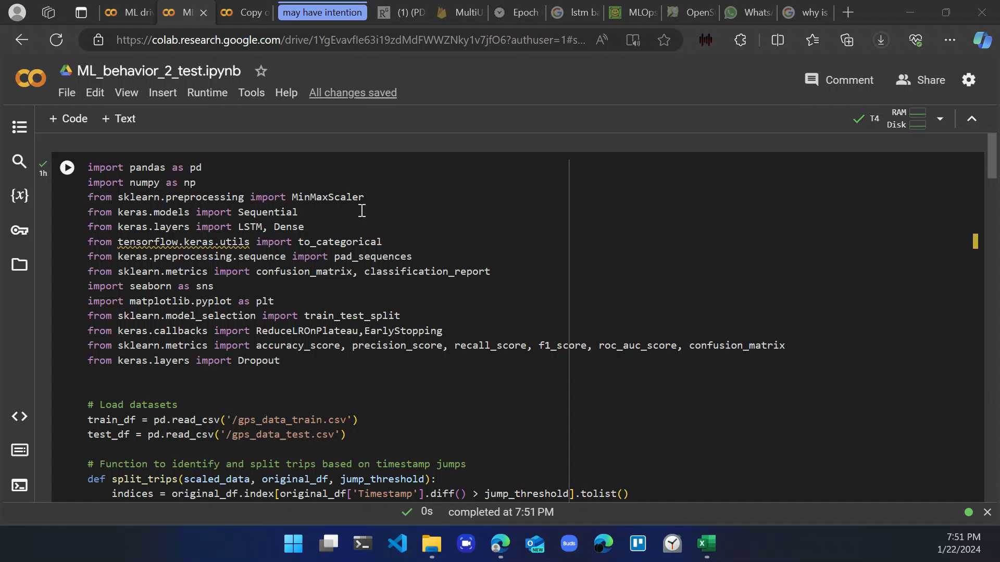 ML dri
ML
Copy o
may have intention
(1) (PD
MultiU
Epoch
lstm ba
MLOps
OpenS
WhatsA
why is
https://colab.research.google.com/drive/1YgEvavfIe63i19zdMdFWWZNky1v7jfO6?authuser=1#s...
ML_behavior_2_test.ipynb
Comment
Share
File Edit View Insert Runtime Tools Help All changes saved
+ Code + Text
T4
RAM
Disk
1h
import pandas as pd
import numpy as np
from sklearn.preprocessing import MinMaxScaler
from keras.models import Sequential
from keras.layers import LSTM, Dense
from tensorflow.keras.utils import to_categorical
from keras.preprocessing.sequence import pad_sequences
from sklearn.metrics import confusion_matrix, classification_report
import seaborn as sns
import matplotlib.pyplot as plt
from sklearn.model_selection import train_test_split
from keras.callbacks import ReduceLROnPlateau,EarlyStopping
from sklearn.metrics import accuracy_score, precision_score, recall_score, f1_score, roc_auc_score, confusion_matrix
from keras.layers import Dropout
# Load datasets
train_df = pd.read_csv('/gps_data_train.csv')
test_df = pd.read_csv('/gps_data_test.csv')
# Function to identify and split trips based on timestamp jumps
def split_trips(scaled_data, original_df, jump_threshold):
indices = original_df.index[original_df['Timestamp'].diff() > jump_threshold].tolist()
0s completed at 7:51 PM
NEW
Buds
7:51 PM
1/22/2024